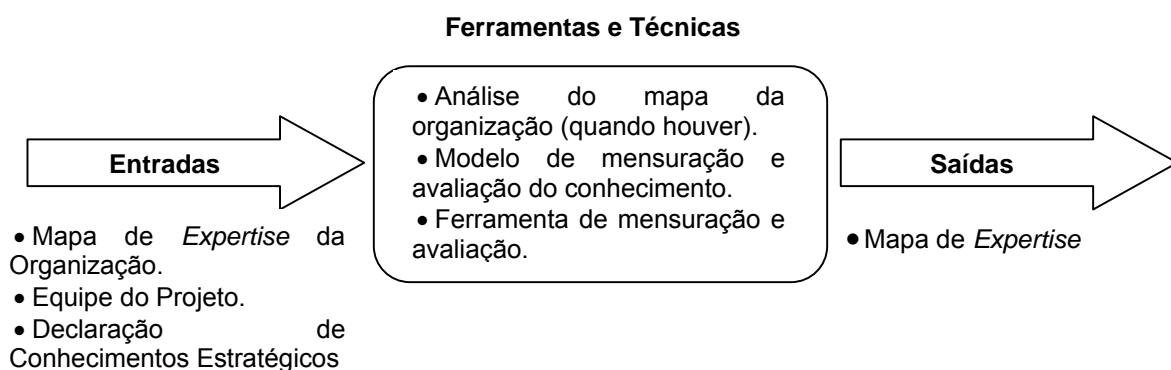 Ferramentas e Técnicas
Entradas
• Mapa de Expertise da
Organização.
• Equipe do Projeto.
• Declaração de
Conhecimentos Estratégicos
• Análise do mapa da
organização (quando houver).
• Modelo de mensuração e
avaliação do conhecimento.
• Ferramenta de mensuração e
avaliação.
Saídas
• Mapa de Expertise